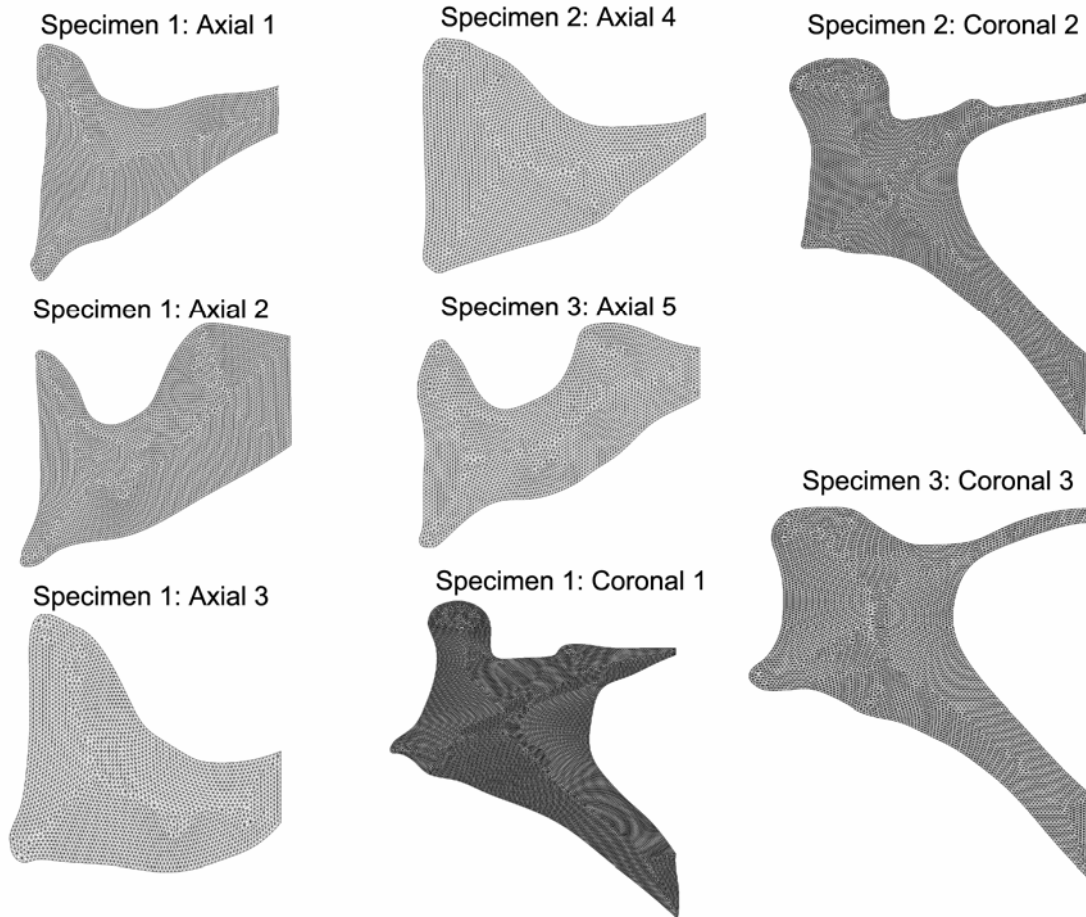 Specimen 1: Axial 1
Specimen 2: Axial 4
Specimen 2: Coronal 2
Specimen 1: Axial 2
Specimen 3: Axial 5
Specimen 3: Coronal 3
Specimen 1: Axial 3
Specimen 1: Coronal 1